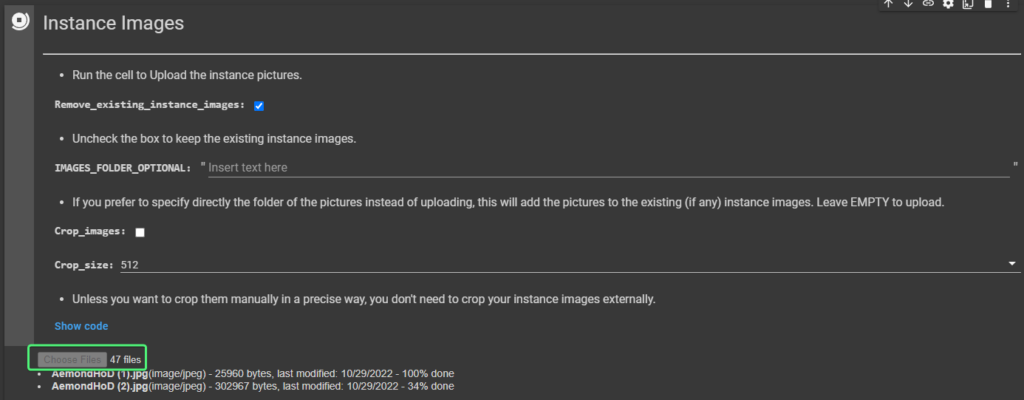 Instance Images
Run the cell to Upload the instance pictures.
Remove_existing_instance_images:
Uncheck the box to keep the existing instance images.
IMAGES_FOLDER_OPTIONAL: " Insert text here "
If you prefer to specify directly the folder of the pictures instead of uploading, this will add the pictures to the existing (if any) instance images. Leave EMPTY to upload.
Crop_images:
Crop_size: 512
Unless you want to crop them manually in a precise way, you don't need to crop your instance images externally.
Show code
Choose Files 47 files
AemondHoD (1).jpg(image/jpeg) - 25960 bytes, last modified: 10/29/2022 - 100% done
AemondHoD (2).jpg(image/jpeg) - 302967 bytes, last modified: 10/29/2022 - 34% done